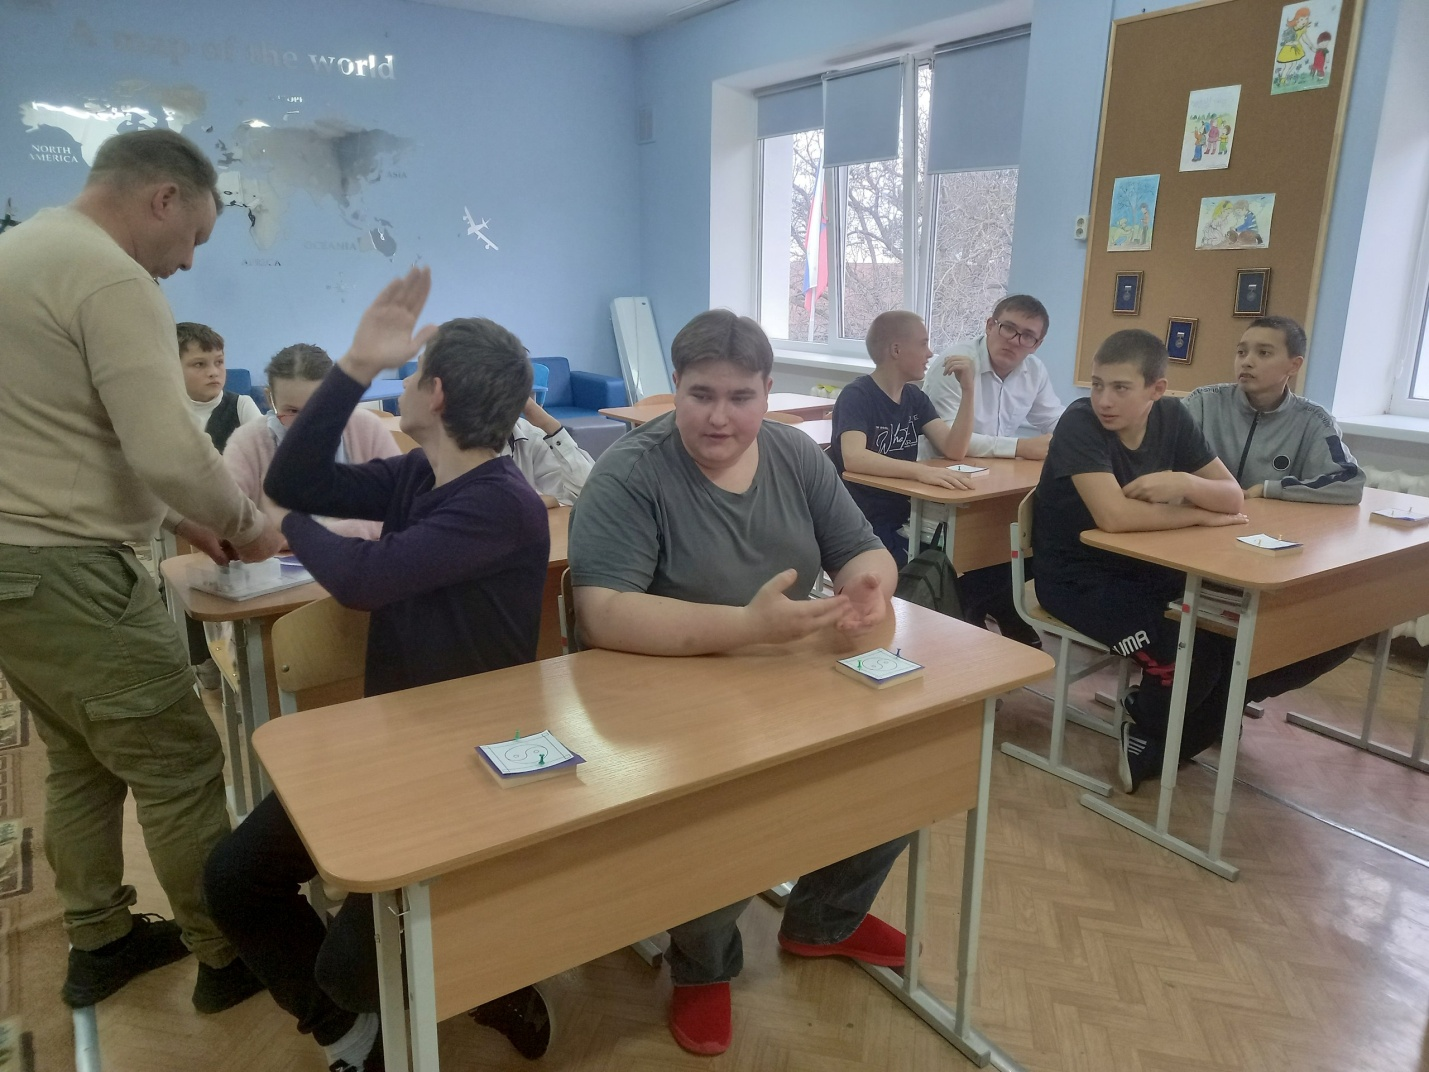 A map of the world
NORTH
AMERICA
ASIA
OCEANIA
AFRICA
UMA